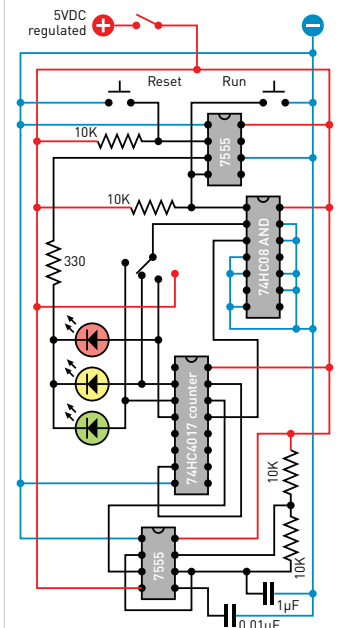 5VDC
regulated
Reset
Run
10K
7555
10K
74HC08 AND
330
74HC4017 counter
10K
7555
10K
1µF
0.01µF